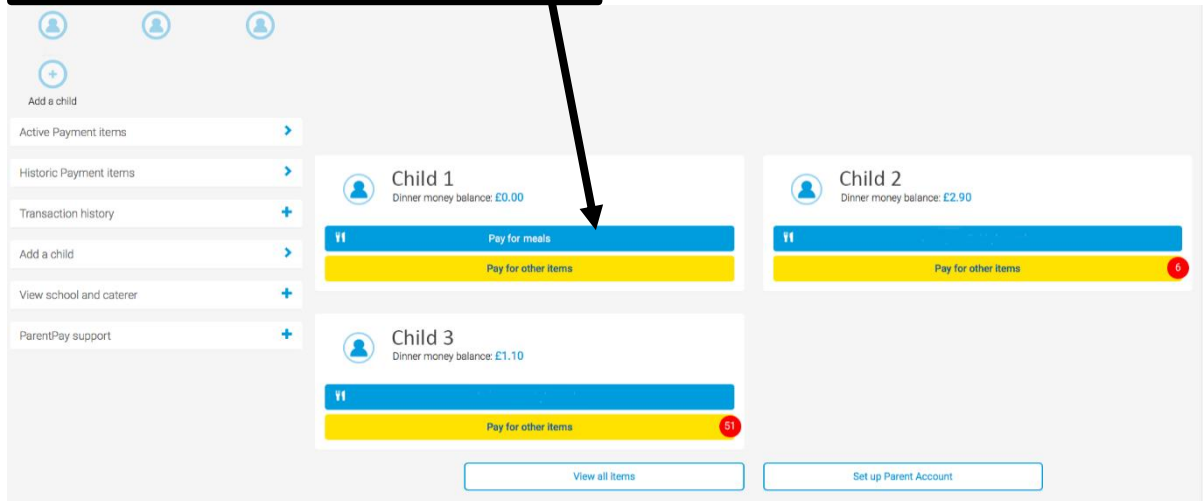 Add a child
Active Payment items
Historic Payment items
Transaction history
Add a child
View school and caterer
ParentPay support
Child 1
Dinner money balance: £0.00
Pay for meals
Pay for other items
Child 2
Dinner money balance: £2.90
Pay for other items
6
Child 3
Dinner money balance: £1.10
Pay for other items
51
View all items
Set up Parent Account